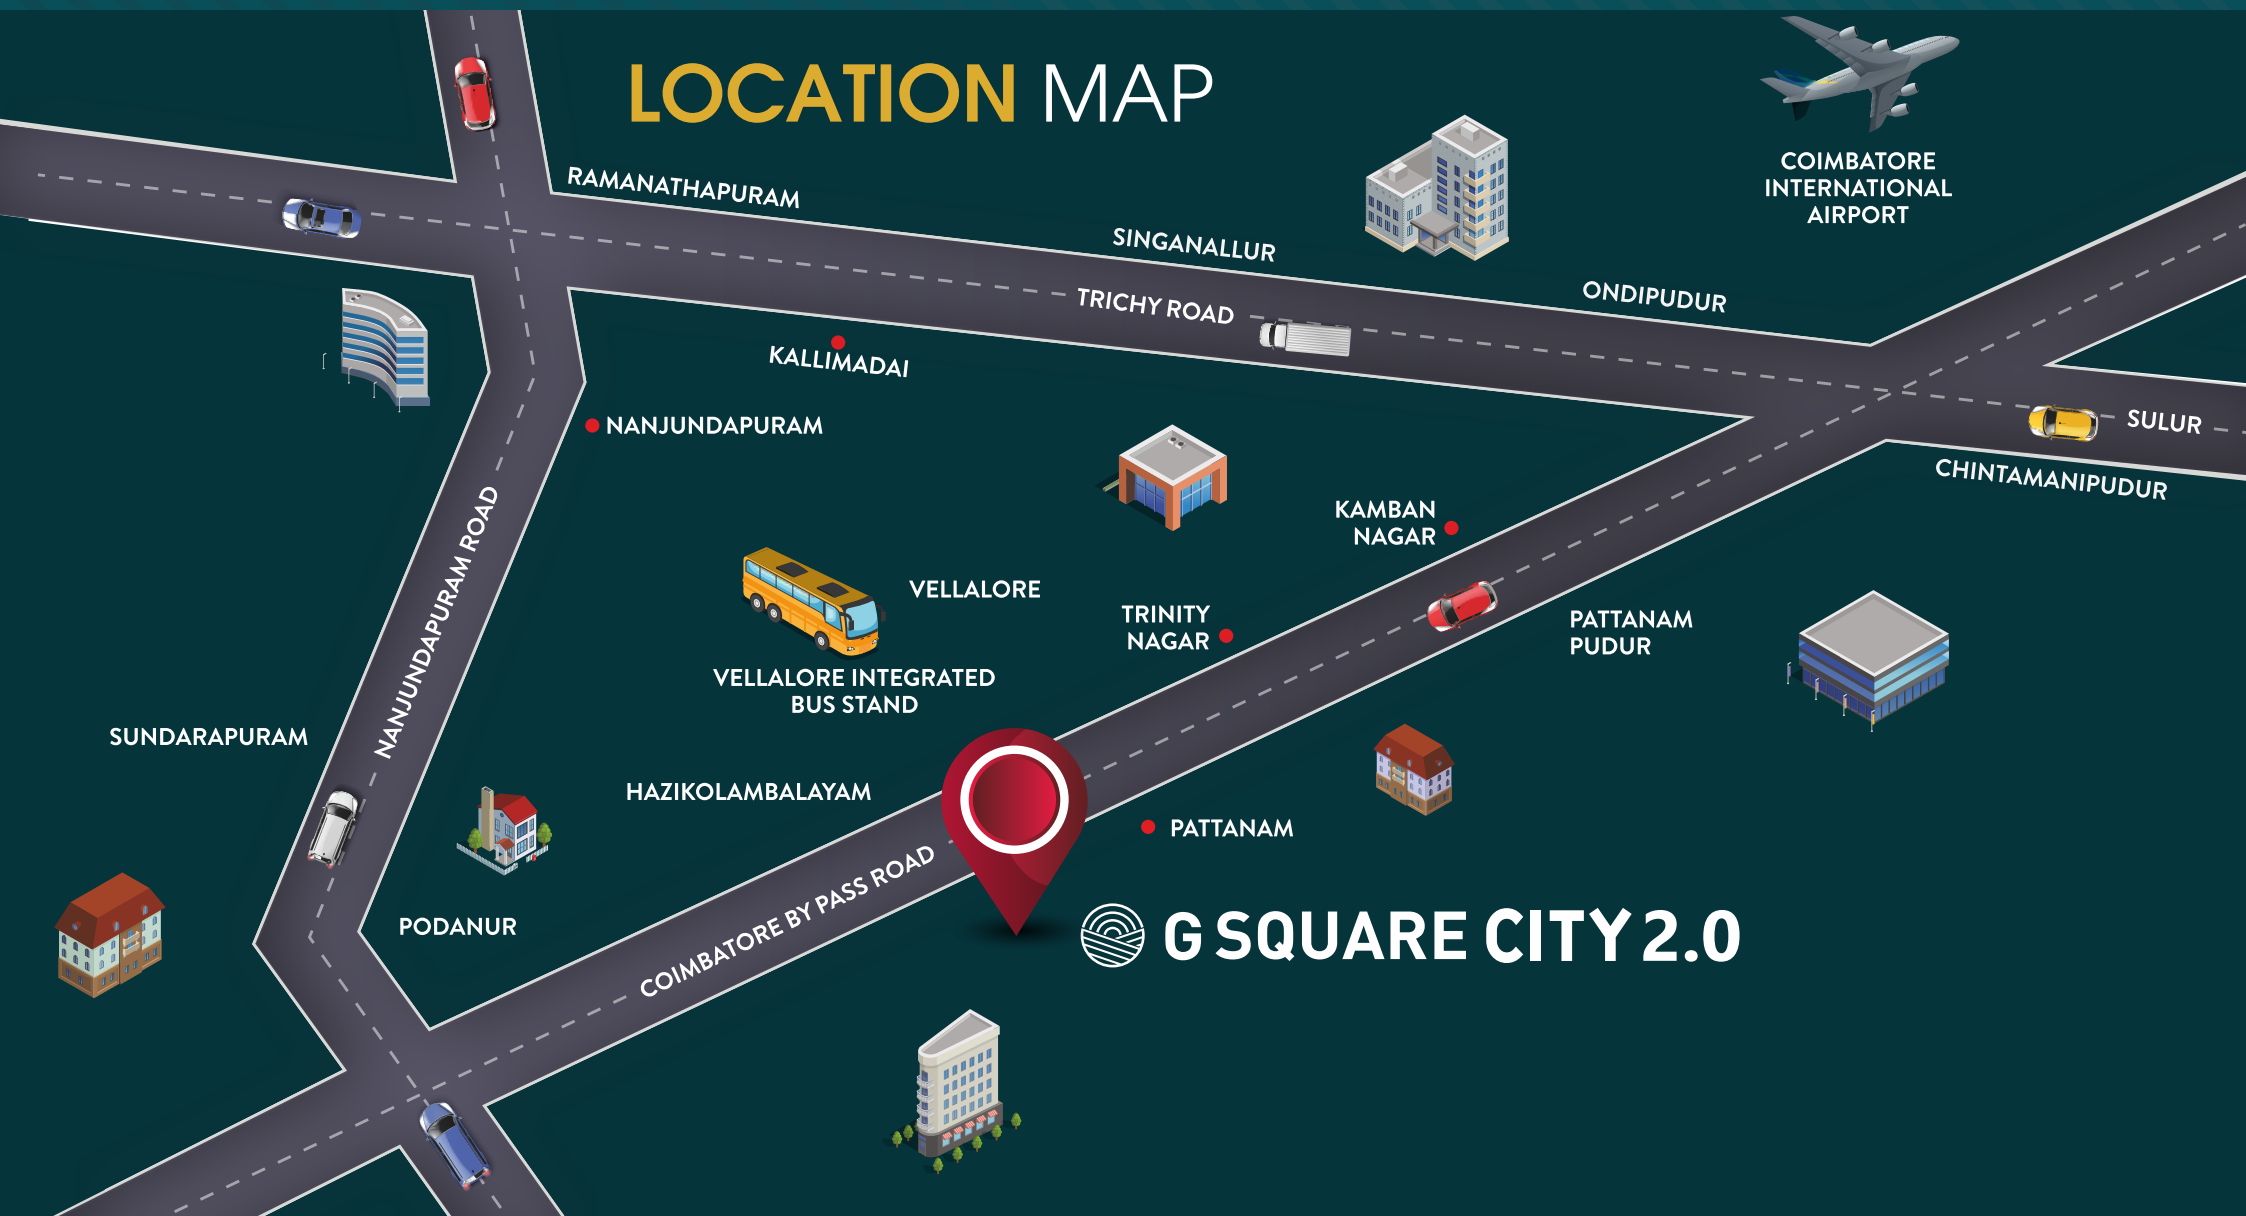 LOCATION MAP
COIMBATORE
INTERNATIONAL
AIRPORT
RAMANATHAPURAM
SINGANALLUR
ONDIPUDUR
TRICHY ROAD
KALLIMADAI
NANJUNDAPURAM
SULUR
CHINTAMANIPUDUR
NANJUNDAPURAM ROAD
KAMBAN
NAGAR
VELLALORE
TRINITY
NAGAR
PATTANAM
PUDUR
VELLALORE INTEGRATED
BUS STAND
SUNDARAPURAM
HAZIKOLAMBALAYAM
PATTANAM
COIMBATORE BY PASS ROAD
PODANUR
G SQUARE CITY 2.0